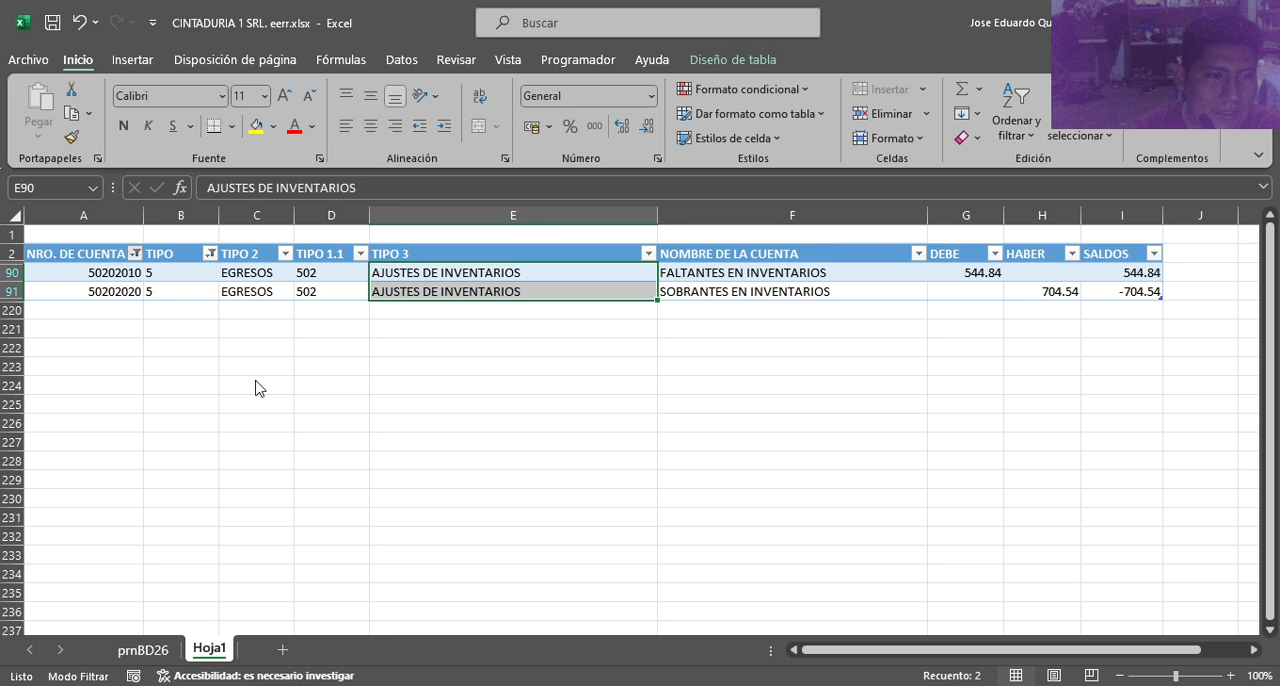 CINTADURIA 1 SRL. eerr.xlsx - Excel
Buscar
Jose Eduardo Qu
Archivo Inicio Insertar Disposición de página Fórmulas Datos Revisar Vista Programador Ayuda Diseño de tabla
Pegar
Calibri 11
N K S
General
% 000
Formato condicional
Dar formato como tabla
Estilos de celda
Insertar
Eliminar
Formato
Ordenar y filtrar
seleccionar
Portapapeles Fuente Alineación Número Estilos Celdas Edición Complementos
E90 fx AJUSTES DE INVENTARIOS
A B C D E F G H I J
1
2 NRO. DE CUENTA TIPO TIPO 2 TIPO 1.1 TIPO 3 NOMBRE DE LA CUENTA DEBE HABER SALDOS
90 50202010 5 EGRESOS 502 AJUSTES DE INVENTARIOS FALTANTES EN INVENTARIOS 544.84 544.84
91 50202020 5 EGRESOS 502 AJUSTES DE INVENTARIOS SOBRANTES EN INVENTARIOS 704.54 -704.54
220
221
222
223
224
225
226
227
228
229
230
231
232
233
234
235
236
237
prnBD26 Hoja1
Listo Modo Filtrar Accesibilidad: es necesario investigar Recuento: 2 100%